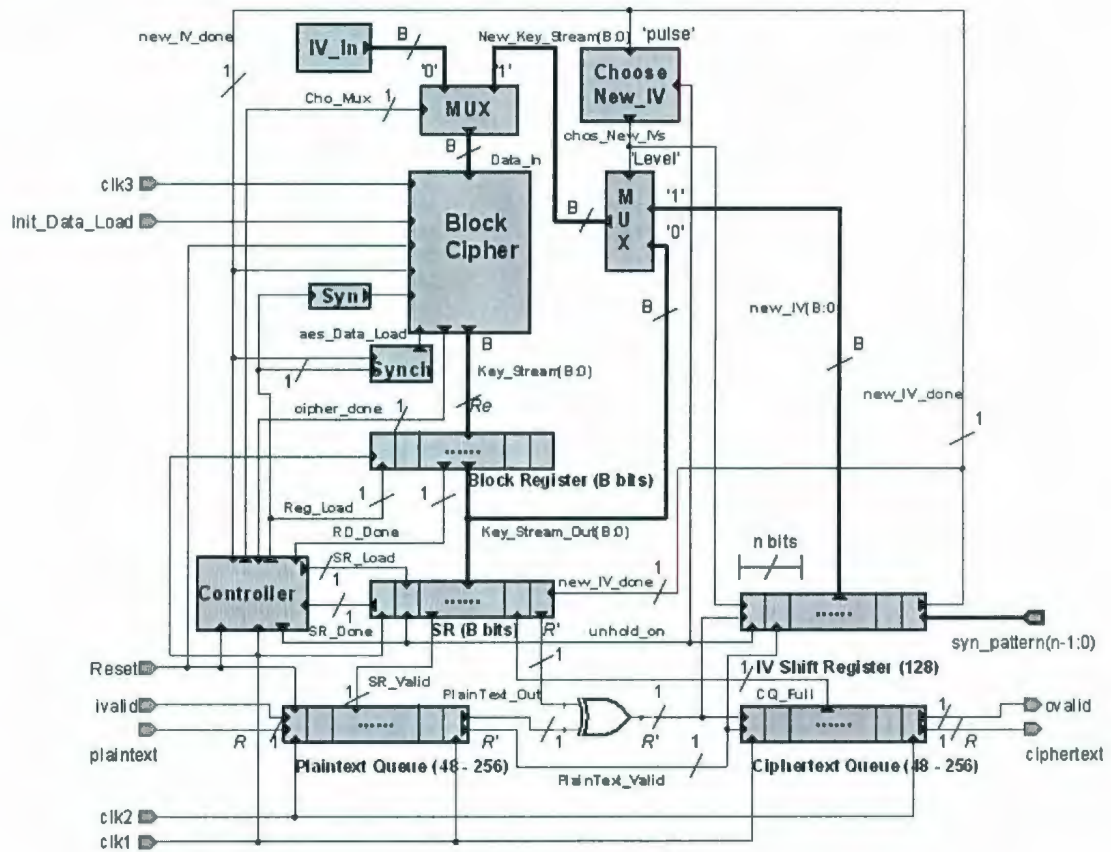 new_IV_done
1
IV_In
B
New_Key_Stream(B:0)
'pulse'
'0'
'1'
Choose
New_IV
Cho_Mux
1
MUX
chos_New_IVs
B
Data_In
'Level'
clk3
M
U
X
'1'
B
'0'
Init_Data_Load
Block
Cipher
Syn
new_IV(B:0)
B
aes_Data_Load
B
B
1
Synch
Key_Stream(B:0)
new_IV_done
cipher_done
1
Re
1
......
Block Register (B bits)
Reg_Load
1
1
RD_Done
Key_Stream_Out(B:0)
n bits
SR_Load
new_IV_done
1
Controller
1
......
......
SR_Done
SR (B bits)
R'
unhold_on
syn_pattern(n-1:0)
Reset
1
1
IV Shift Register (128)
SR_Valid
1
PlainText_Out
CQ_Full
ivalid
......
1
......
1
ovalid
R
1
R'
1
R'
1
R
plaintext
1
ciphertext
Plaintext Queue (48 - 256)
PlainText_Valid
Ciphertext Queue (48 - 256)
clk2
clk1